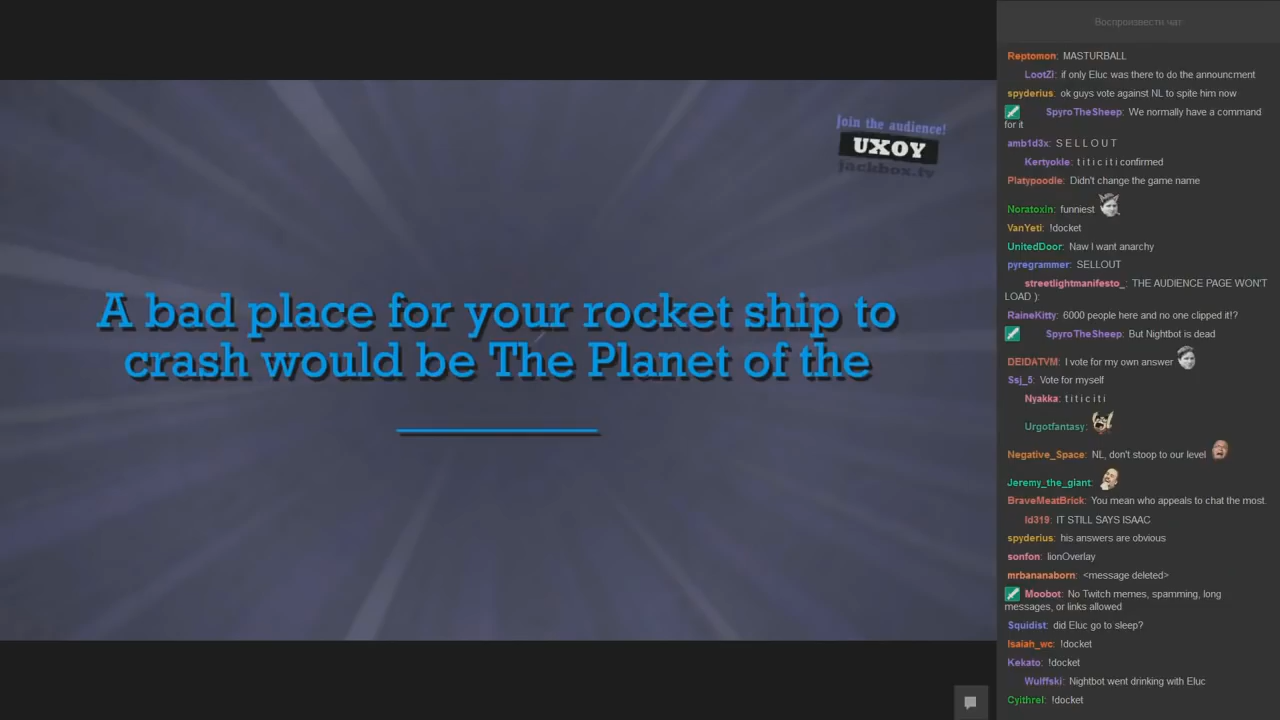 Воспроизвести чат
Join the audience!
UXOY
jackbox.tv
A bad place for your rocket ship to
crash would be The Planet of the
Reptomon: MASTURBALL
LootZi: if only Eluc was there to do the announcment
spyderius: ok guys vote against NL to spite him now
SpyroTheSheep: We normally have a command
for it
amb1d3x: S E L L O U T
Kertyokle: t i t i c i t i confirmed
Platypoodle: Didn't change the game name
Noratoxin: funniest
VanYeti: !docket
UnitedDoor: Naw I want anarchy
pyregrammer: SELLOUT
streetlightmanifesto_: THE AUDIENCE PAGE WON'T
LOAD ):
RaineKitty: 6000 people here and no one clipped it!?
SpyroTheSheep: But Nightbot is dead
DEIDATVM: I vote for my own answer
Ssj_5: Vote for myself
Nyakka: t i t i c i t i
Urgotfantasy:
Negative_Space: NL, don't stoop to our level
Jeremy_the_giant:
BraveMeatBrick: You mean who appeals to chat the most.
ld319: IT STILL SAYS ISAAC
spyderius: his answers are obvious
sonfon: lionOverlay
mrbananaborn: <message deleted>
Moobot: No Twitch memes, spamming, long
messages, or links allowed
Squidist: did Eluc go to sleep?
Isaiah_wc: !docket
Kekato: !docket
Wulffski: Nightbot went drinking with Eluc
Cyithrel: !docket